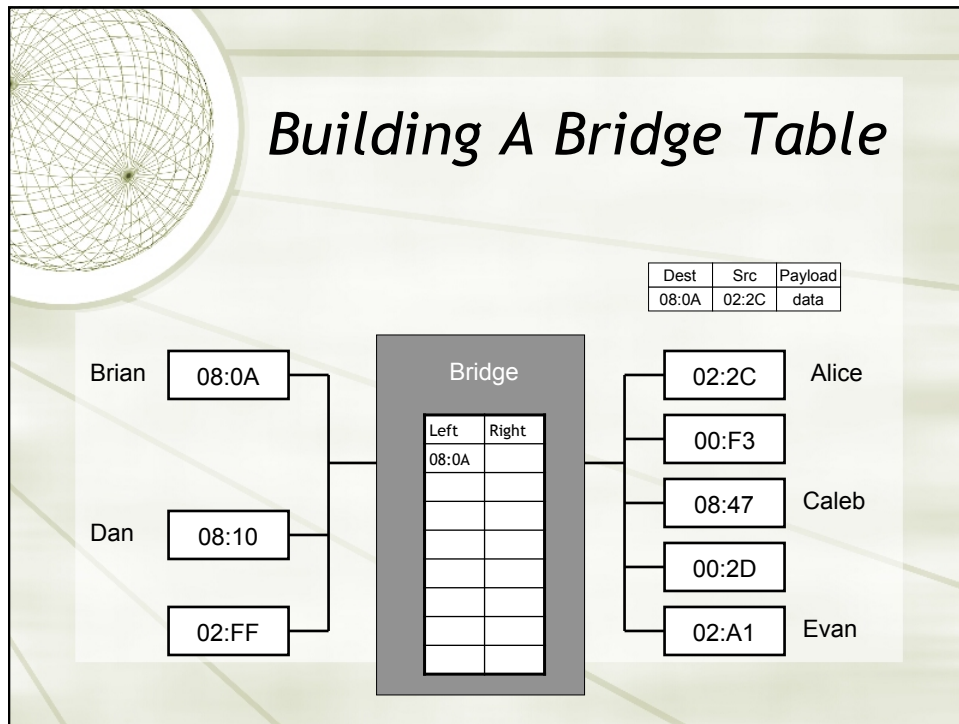 Building A Bridge Table
Dest Src Payload
08:0A 02:2C data
Brian 08:0A Bridge 02:2C Alice
Left Right
00:F3
08:0A
08:47 Caleb
Dan 08:10
00:2D
02:FF 02:A1 Evan